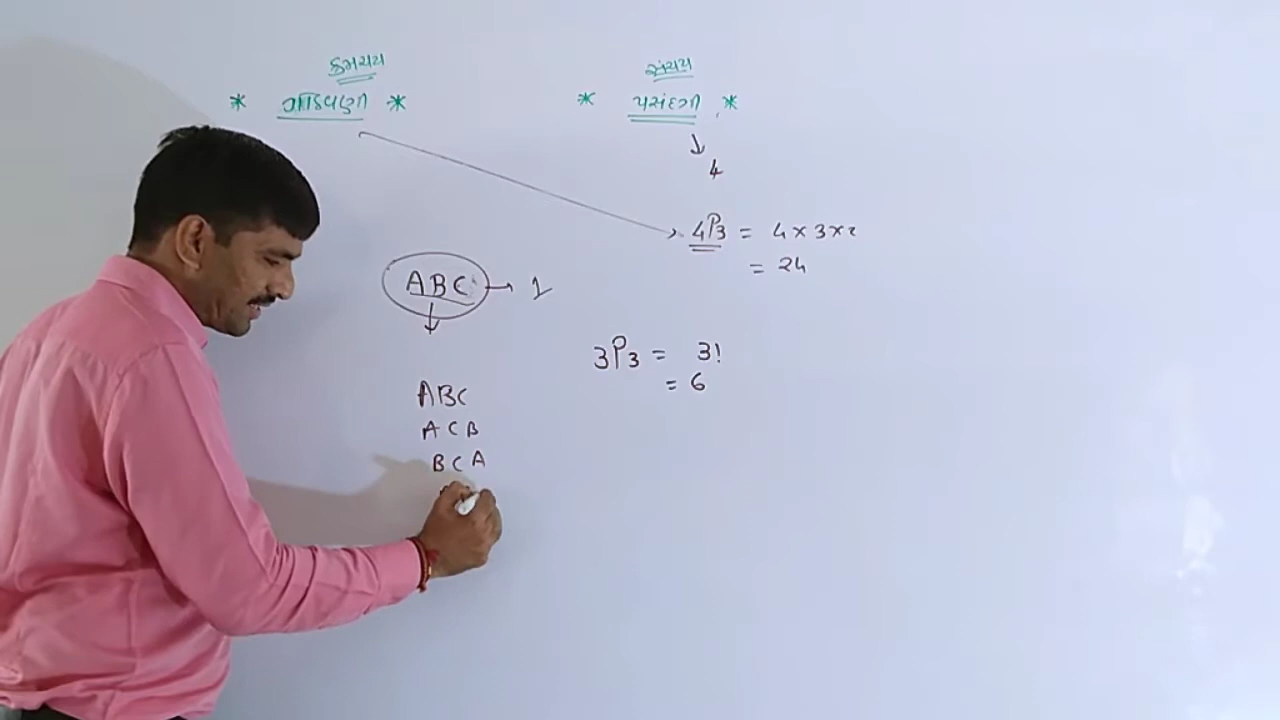 ક્રમચય
* ગોઠવણી *
સંચય
* પસંદગી *
↓
4
4P3 = 4 × 3 × 2
= 24
ABC → 1
↓
3P3 = 3!
= 6
ABC
ACB
BCA